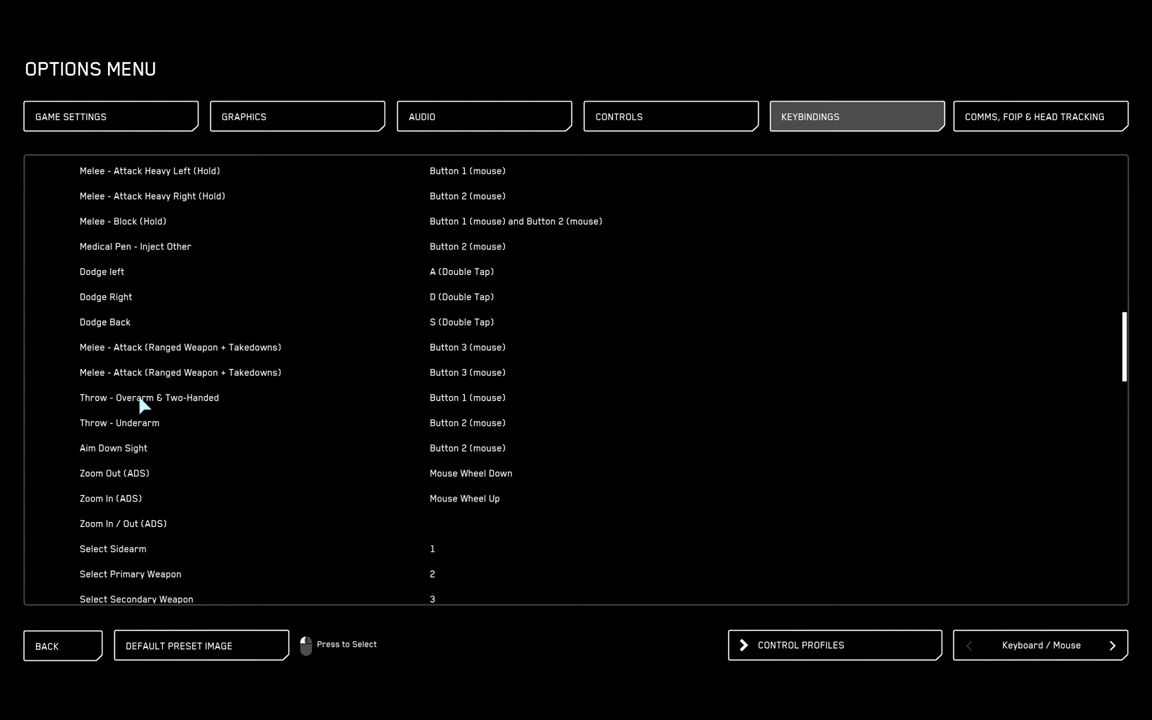 OPTIONS MENU
GAME SETTINGS GRAPHICS AUDIO CONTROLS KEYBINDINGS COMMS, FOIP & HEAD TRACKING
Melee - Attack Heavy Left (Hold) Button 1 (mouse)
Melee - Attack Heavy Right (Hold) Button 2 (mouse)
Melee - Block (Hold) Button 1 (mouse) and Button 2 (mouse)
Medical Pen - Inject Other Button 2 (mouse)
Dodge left A (Double Tap)
Dodge Right D (Double Tap)
Dodge Back S (Double Tap)
Melee - Attack (Ranged Weapon + Takedowns) Button 3 (mouse)
Melee - Attack (Ranged Weapon + Takedowns) Button 3 (mouse)
Throw - Overarm & Two-Handed Button 1 (mouse)
Throw - Underarm Button 2 (mouse)
Aim Down Sight Button 2 (mouse)
Zoom Out (ADS) Mouse Wheel Down
Zoom In (ADS) Mouse Wheel Up
Zoom In / Out (ADS)
Select Sidearm 1
Select Primary Weapon 2
Select Secondary Weapon 3
BACK DEFAULT PRESET IMAGE Press to Select CONTROL PROFILES Keyboard / Mouse